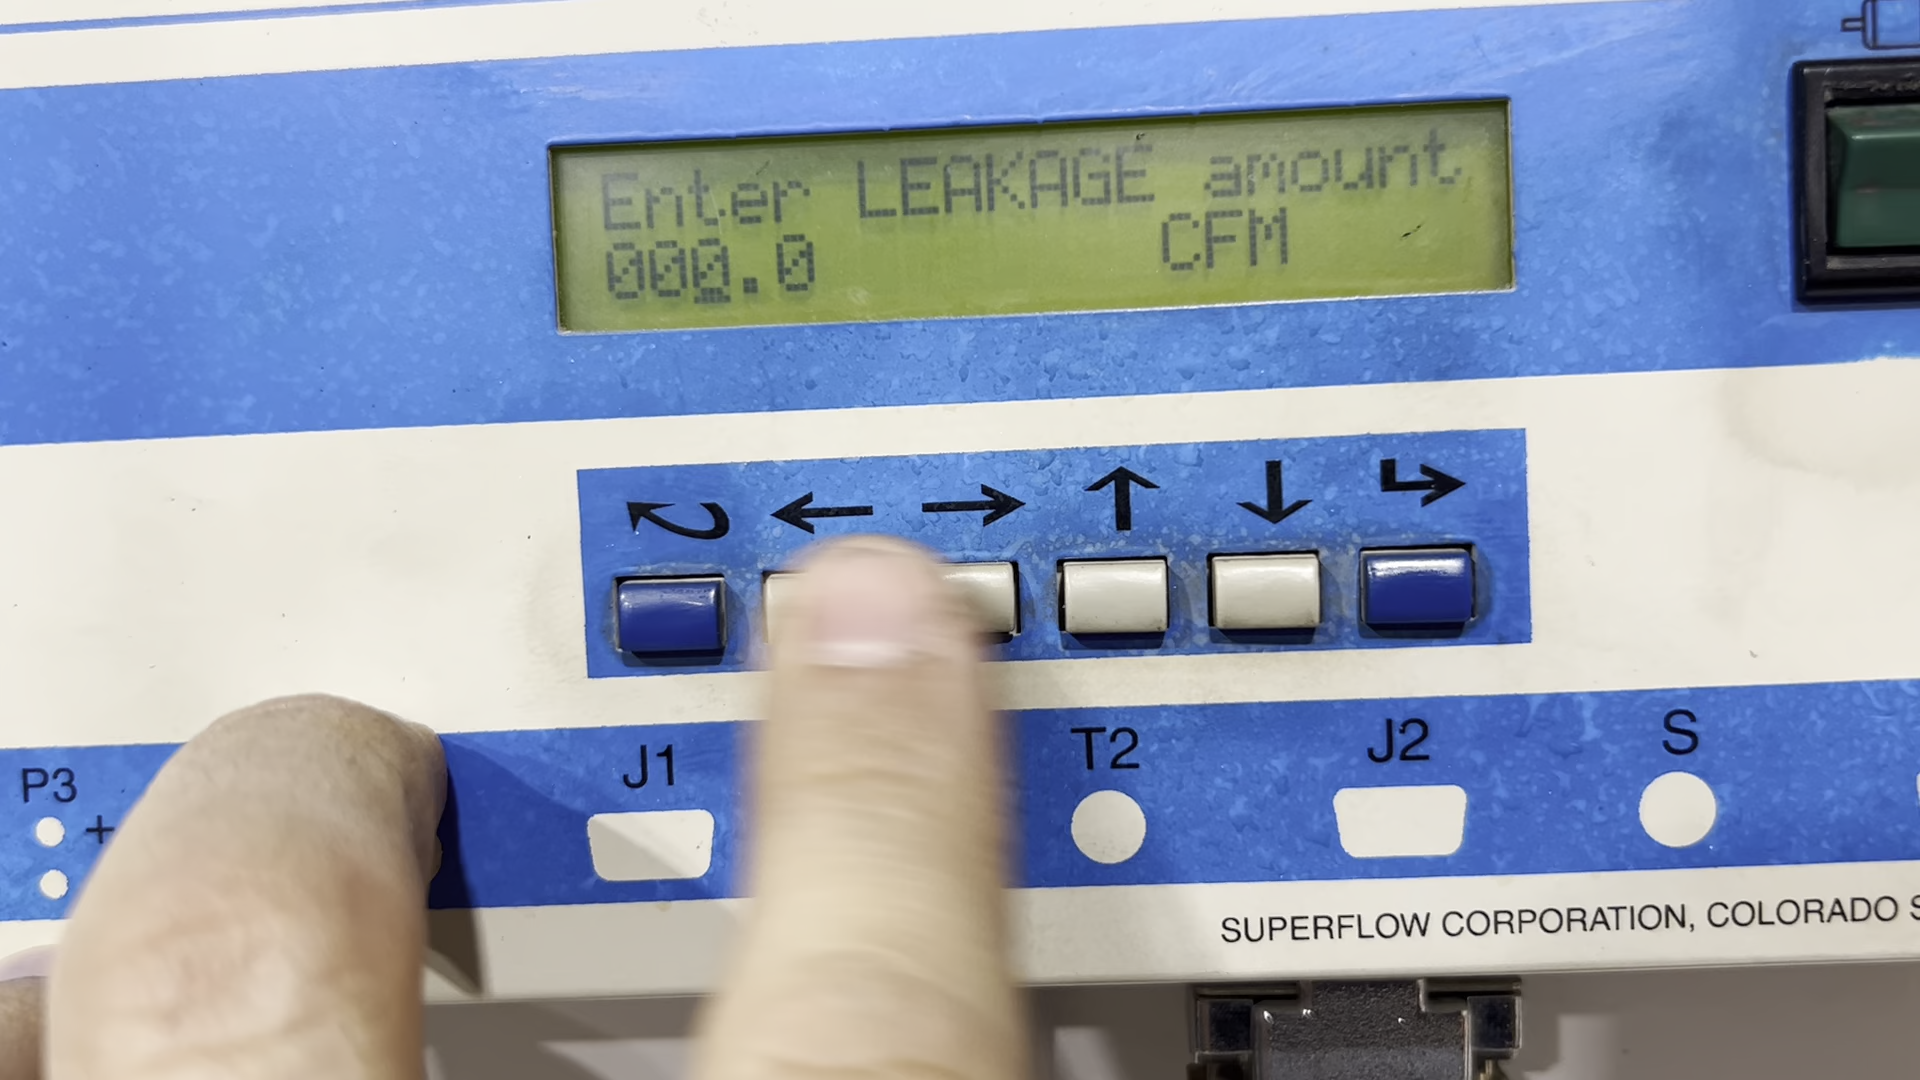 Enter LEAKAGE amount
000.0 CFM
← → ↑ ↓
P3
+
J1
T2
J2
S
SUPERFLOW CORPORATION, COLORADO